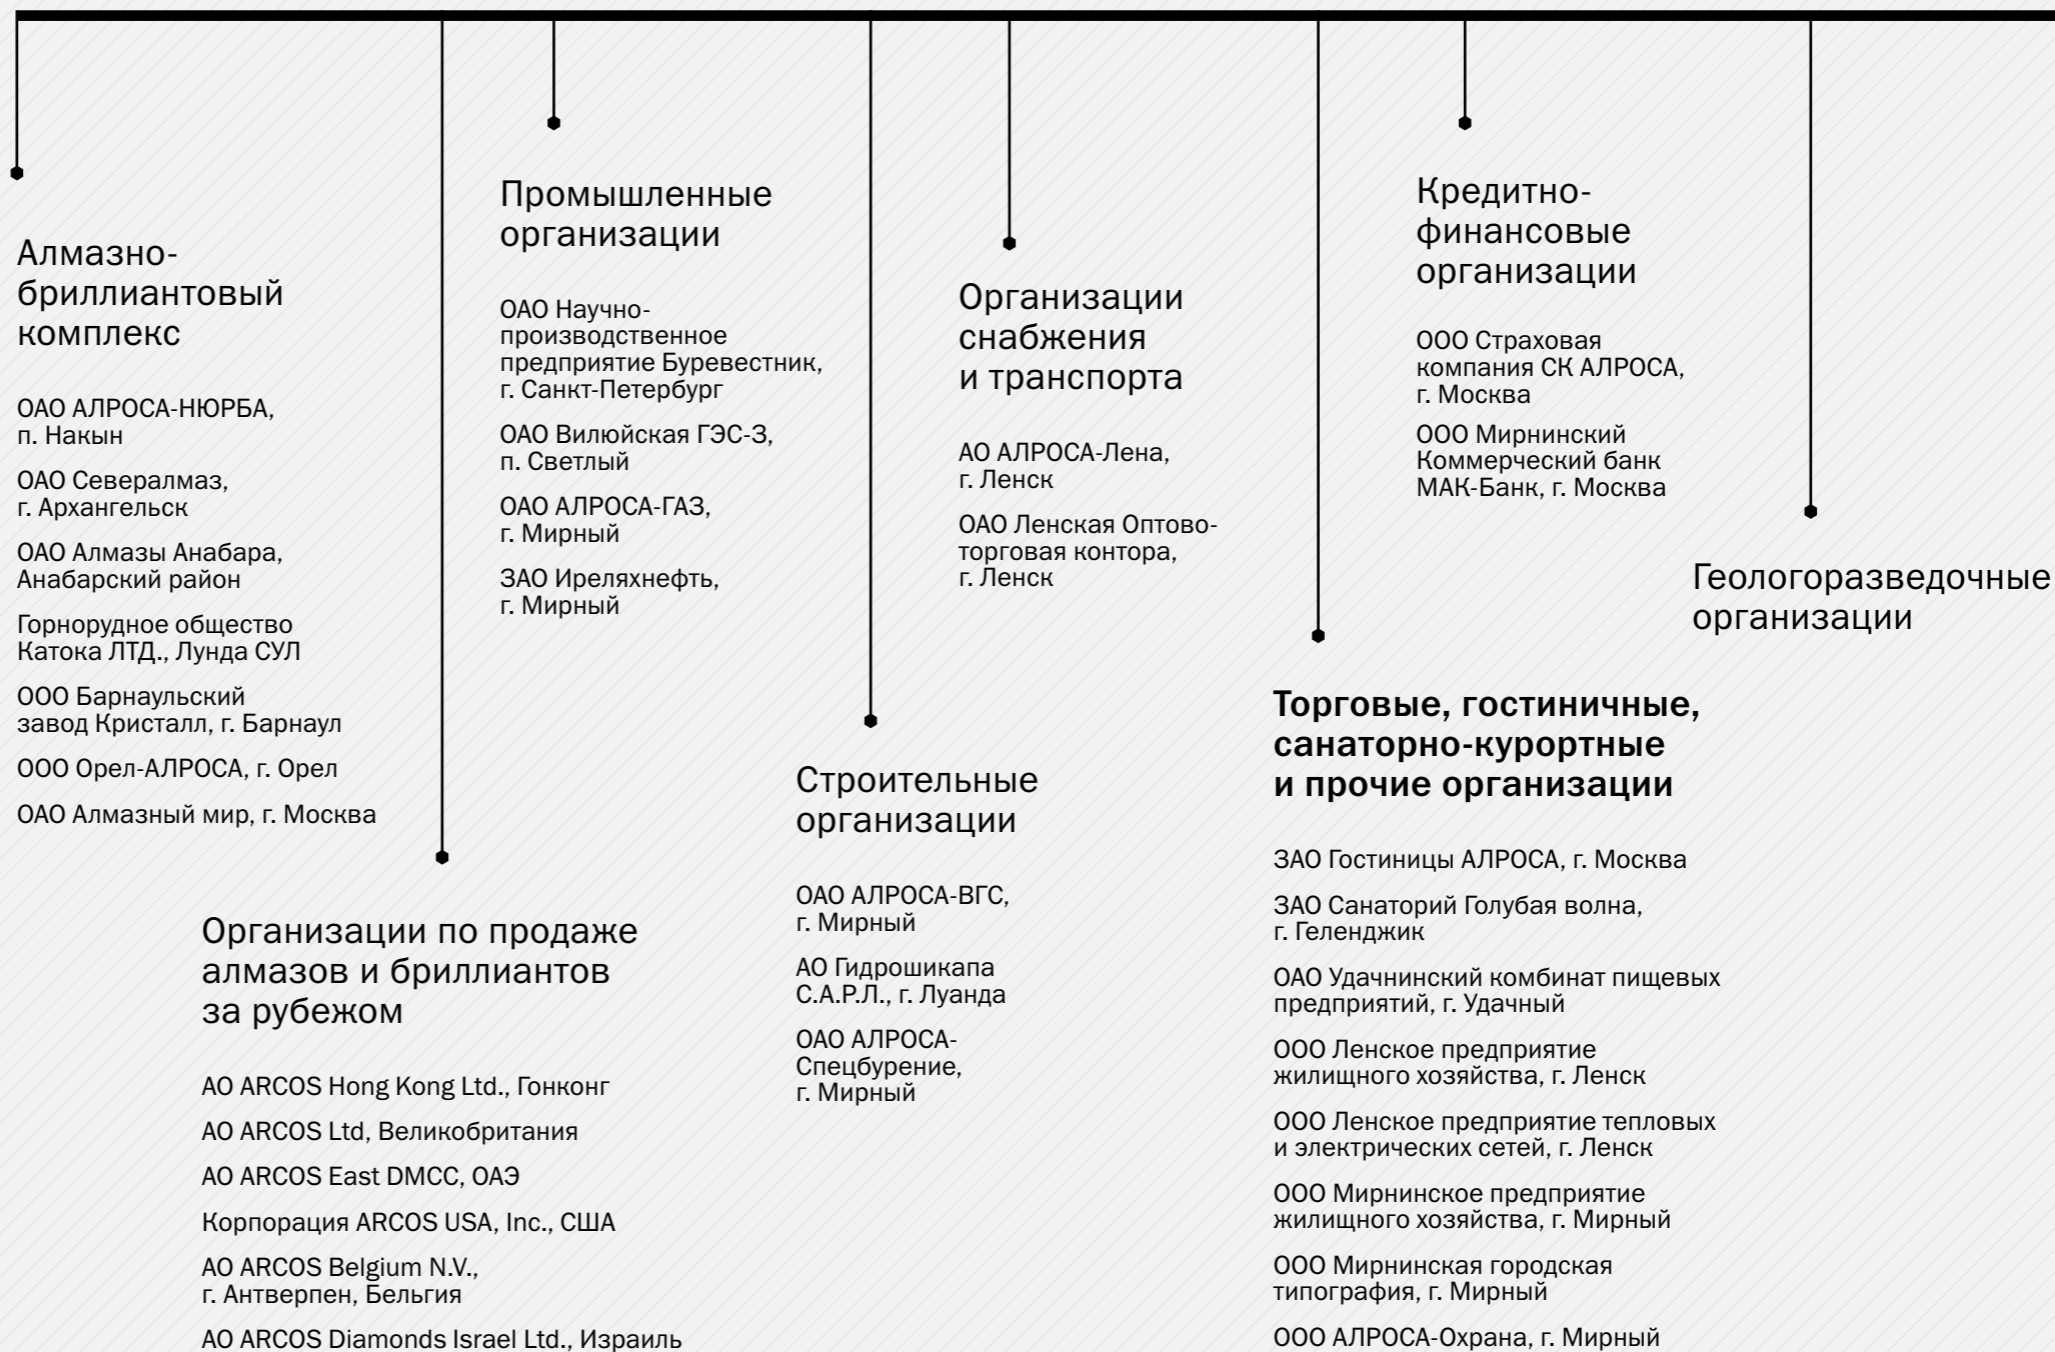 Алмазно-
бриллиантовый
комплекс
ОАО АЛРОСА-НЮРБА,
п. Накын
ОАО Севералмаз,
г. Архангельск
ОАО Алмазы Анабара,
Анабарский район
Горнорудное общество
Катока ЛТД., Лунда СУЛ
ООО Барнаульский
завод Кристалл, г. Барнаул
ООО Орел-АЛРОСА, г. Орел
ОАО Алмазный мир, г. Москва
Организации по продаже
алмазов и бриллиантов
за рубежом
АО ARCOS Hong Kong Ltd., Гонконг
АО ARCOS Ltd, Великобритания
АО ARCOS East DMCC, ОАЭ
Корпорация ARCOS USA, Inc., США
АО ARCOS Belgium N.V.,
г. Антверпен, Бельгия
АО ARCOS Diamonds Israel Ltd., Израиль
Промышленные
организации
ОАО Научно-
производственное
предприятие Буревестник,
г. Санкт-Петербург
ОАО Вилюйская ГЭС-3,
п. Светлый
ОАО АЛРОСА-ГАЗ,
г. Мирный
ЗАО Иреляхнефть,
г. Мирный
Строительные
организации
ОАО АЛРОСА-ВГС,
г. Мирный
АО Гидрошикапа
С.А.Р.Л., г. Луанда
ОАО АЛРОСА-
Спецбурение,
г. Мирный
Организации
снабжения
и транспорта
АО АЛРОСА-Лена,
г. Ленск
ОАО Ленская Оптово-
торговая контора,
г. Ленск
Торговые, гостиничные,
санаторно-курортные
и прочие организации
ЗАО Гостиницы АЛРОСА, г. Москва
ЗАО Санаторий Голубая волна,
г. Геленджик
ОАО Удачнинский комбинат пищевых
предприятий, г. Удачный
ООО Ленское предприятие
жилищного хозяйства, г. Ленск
ООО Ленское предприятие тепловых
и электрических сетей, г. Ленск
ООО Мирнинское предприятие
жилищного хозяйства, г. Мирный
ООО Мирнинская городская
типография, г. Мирный
ООО АЛРОСА-Охрана, г. Мирный
Кредитно-
финансовые
организации
ООО Страховая
компания СК АЛРОСА,
г. Москва
ООО Мирнинский
Коммерческий банк
МАК-Банк, г. Москва
Геологоразведочные
организации